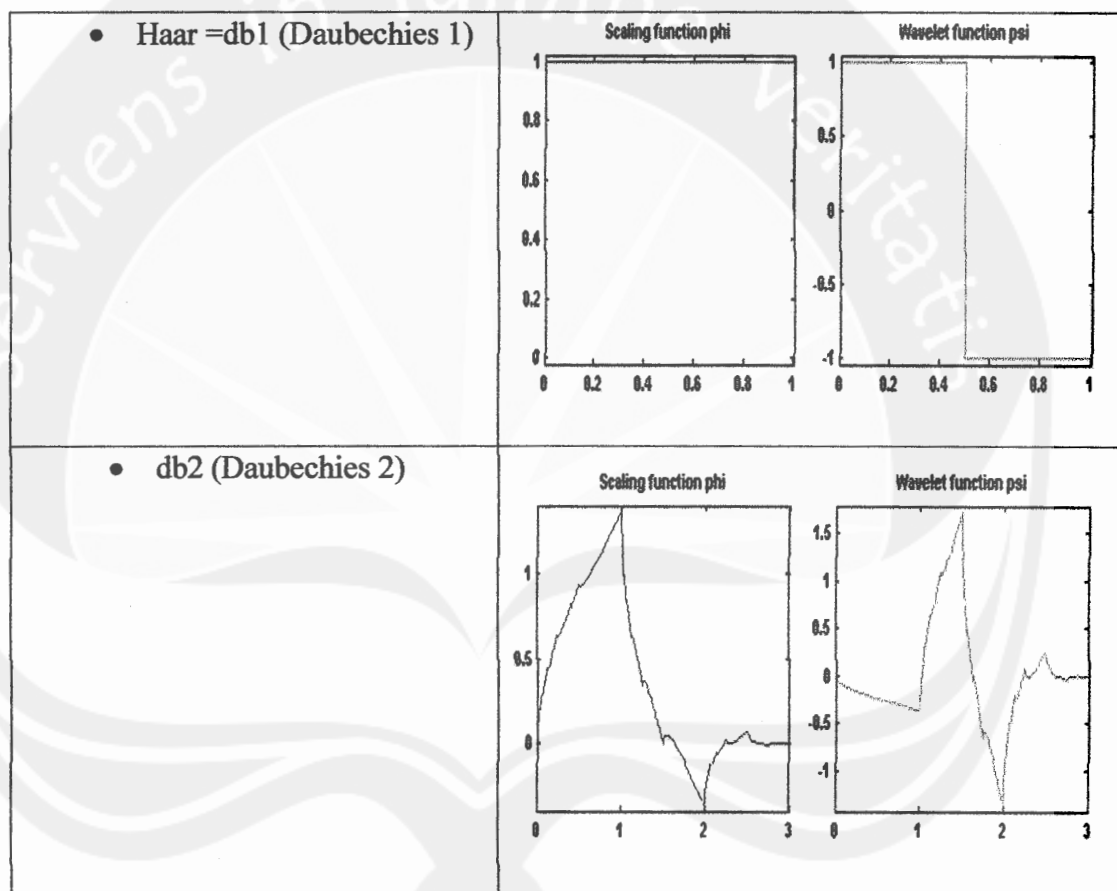 • Haar =db1 (Daubechies 1)
Scaling function phi
1
0.8
0.6
0.4
0.2
0
0 0.2 0.4 0.6 0.8 1
Wavelet function psi
1
0.5
0
-0.5
-1
0 0.2 0.4 0.6 0.8 1
• db2 (Daubechies 2)
Scaling function phi
1
0.5
0
0 1 2 3
Wavelet function psi
1.5
1
0.5
0
-0.5
-1
0 1 2 3
serviens in lumine veritatis